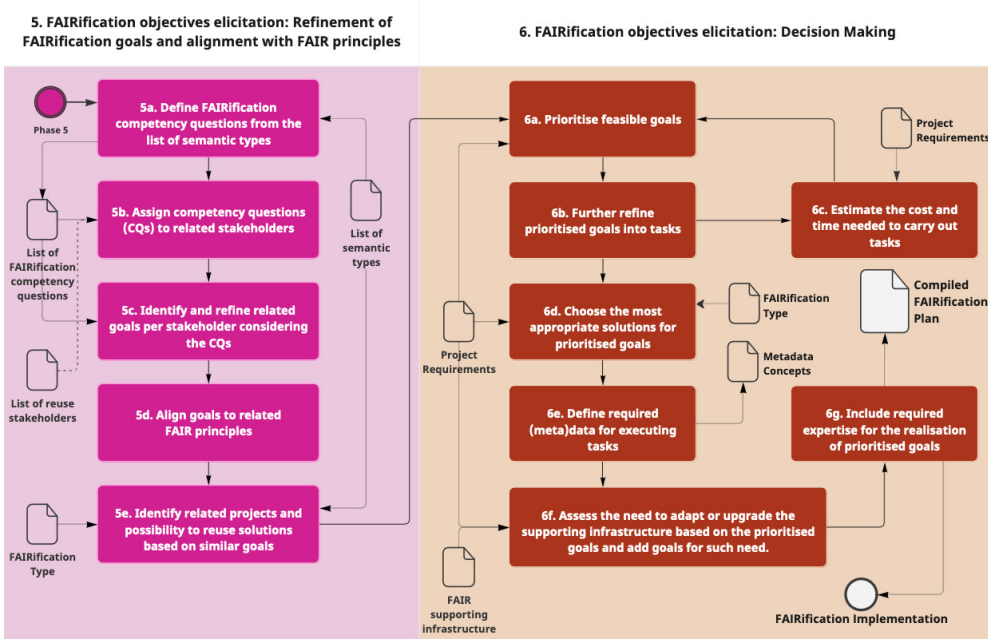 5. FAIRification objectives elicitation: Refinement of
FAIRification goals and alignment with FAIR principles
6. FAIRification objectives elicitation: Decision Making
Phase 5
5a. Define FAIRification
competency questions from the
list of semantic types
5b. Assign competency questions
(CQs) to related stakeholders
List of
FAIRification
competency
questions
List of
semantic
types
5c. Identify and refine related
goals per stakeholder considering
the CQs
List of reuse
stakeholders
5d. Align goals to related
FAIR principles
5e. Identify related projects and
possibility to reuse solutions
based on similar goals
FAIRification
Type
6a. Prioritise feasible goals
Project
Requirements
6b. Further refine
prioritised goals into tasks
6c. Estimate the cost and
time needed to carry out
tasks
Compiled
FAIRification
Plan
6d. Choose the most
appropriate solutions for
prioritised goals
FAIRification
Type
Project
Requirements
Metadata
Concepts
6e. Define required
(meta)data for executing
tasks
6g. Include required
expertise for the realisation
of prioritised goals
6f. Assess the need to adapt or upgrade the
supporting infrastructure based on the prioritised
goals and add goals for such need.
FAIR
supporting
infrastructure
FAIRification Implementation